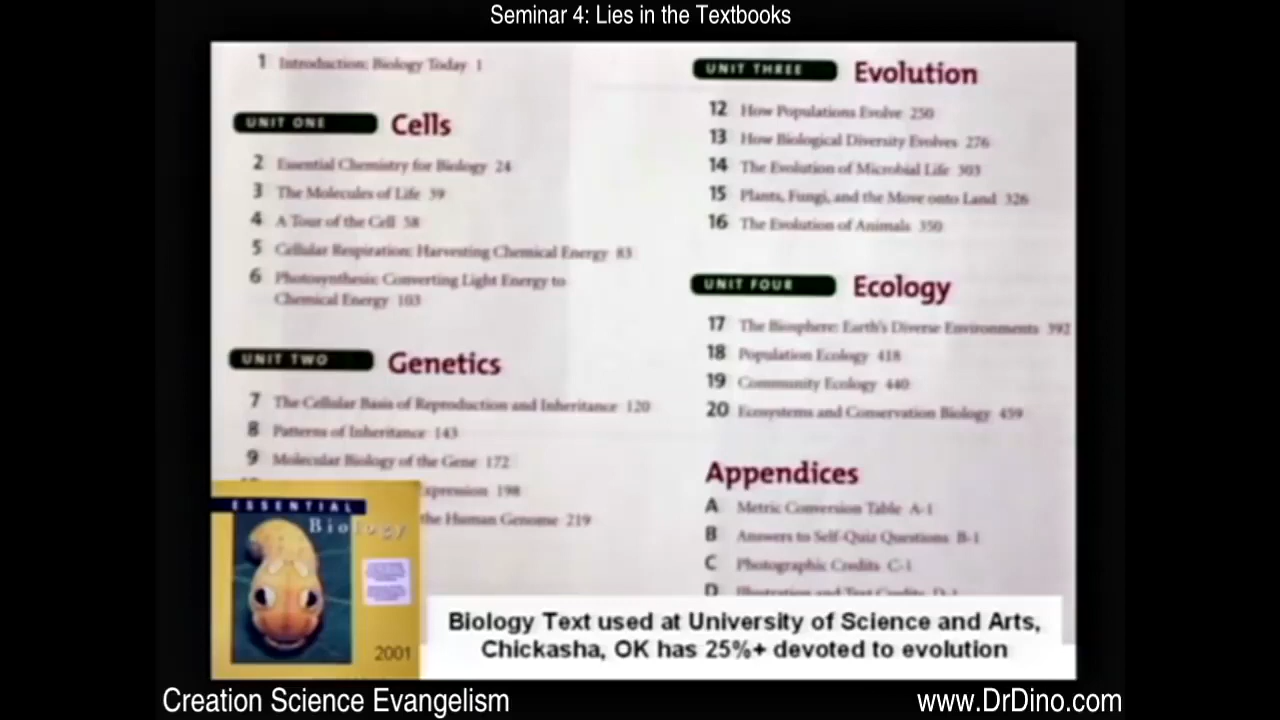 Seminar 4: Lies in the Textbooks
1 Introduction: Biology Today 1
UNIT ONE Cells
2 Essential Chemistry for Biology 24
3 The Molecules of Life 39
4 A Tour of the Cell 58
5 Cellular Respiration: Harvesting Chemical Energy 83
6 Photosynthesis: Converting Light Energy to
Chemical Energy 103
UNIT TWO Genetics
7 The Cellular Basis of Reproduction and Inheritance 120
8 Patterns of Inheritance 143
9 Molecular Biology of the Gene 172
Expression 198
the Human Genome 219
UNIT THREE Evolution
12 How Populations Evolve 250
13 How Biological Diversity Evolves 276
14 The Evolution of Microbial Life 303
15 Plants, Fungi, and the Move onto Land 326
16 The Evolution of Animals 350
UNIT FOUR Ecology
17 The Biosphere: Earth's Diverse Environments 392
18 Population Ecology 418
19 Community Ecology 440
20 Ecosystems and Conservation Biology 459
Appendices
A Metric Conversion Table A-1
B Answers to Self-Quiz Questions B-1
C Photographic Credits C-1
D Illustration and Text Credits D-1
ESSENTIAL
Biology
2001
Biology Text used at University of Science and Arts,
Chickasha, OK has 25%+ devoted to evolution
Creation Science Evangelism
www.DrDino.com